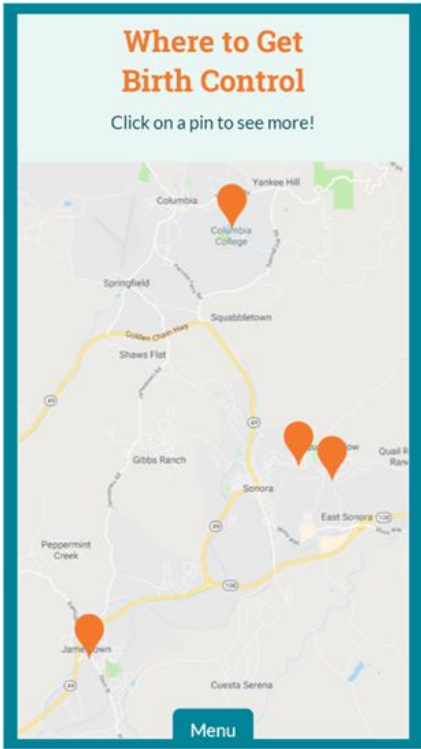 Where to Get
Birth Control
Click on a pin to see more!
Yankee Hill
Columbia
Columbia
College
Springfield
Squabbletown
Golden Chain Hwy
Shaws Flat
49
49
Gibbs Ranch
Quail
Sonora
East Sonora
108
49
Peppermint
Creek
108
49
Cuesta Serena
Menu